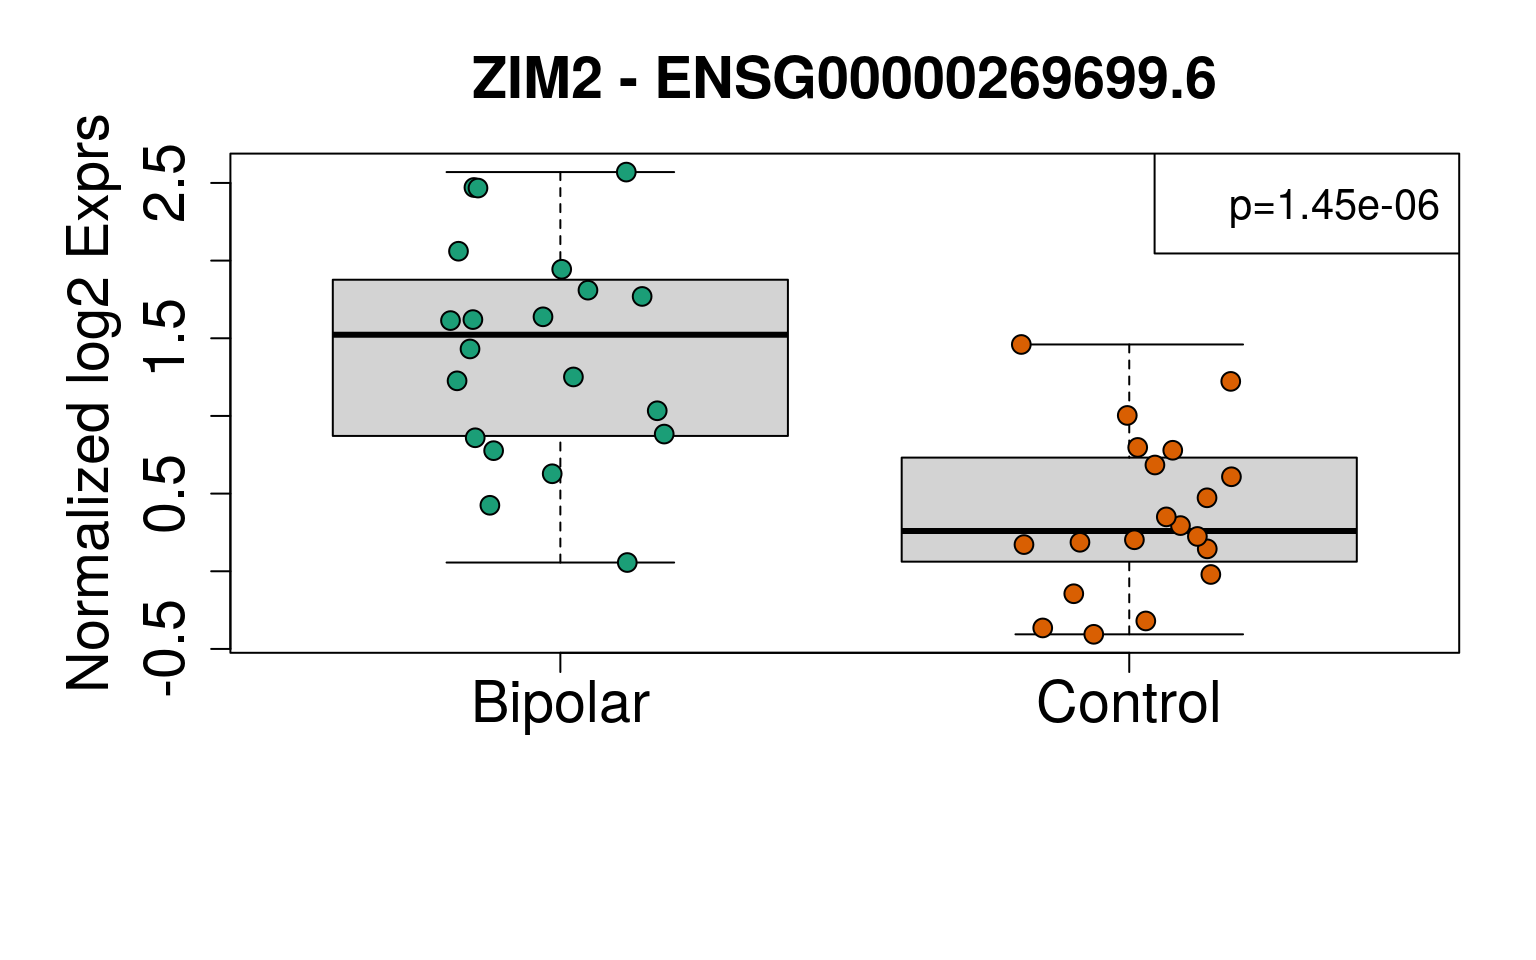 ZIM2 - ENSG00000269699.6
Normalized log2 Exprs
2.5
1.5
0.5
-0.5
p=1.45e-06
Bipolar
Control